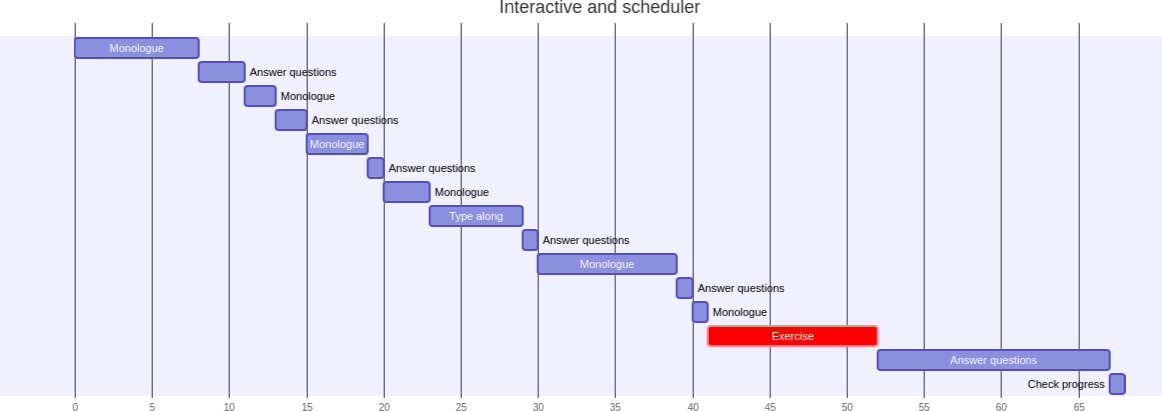 Interactive and scheduler
Monologue
Answer questions
Monologue
Answer questions
Monologue
Answer questions
Monologue
Type along
Answer questions
Monologue
Answer questions
Monologue
Exercise
Answer questions
Check progress
0 5 10 15 20 25 30 35 40 45 50 55 60 65